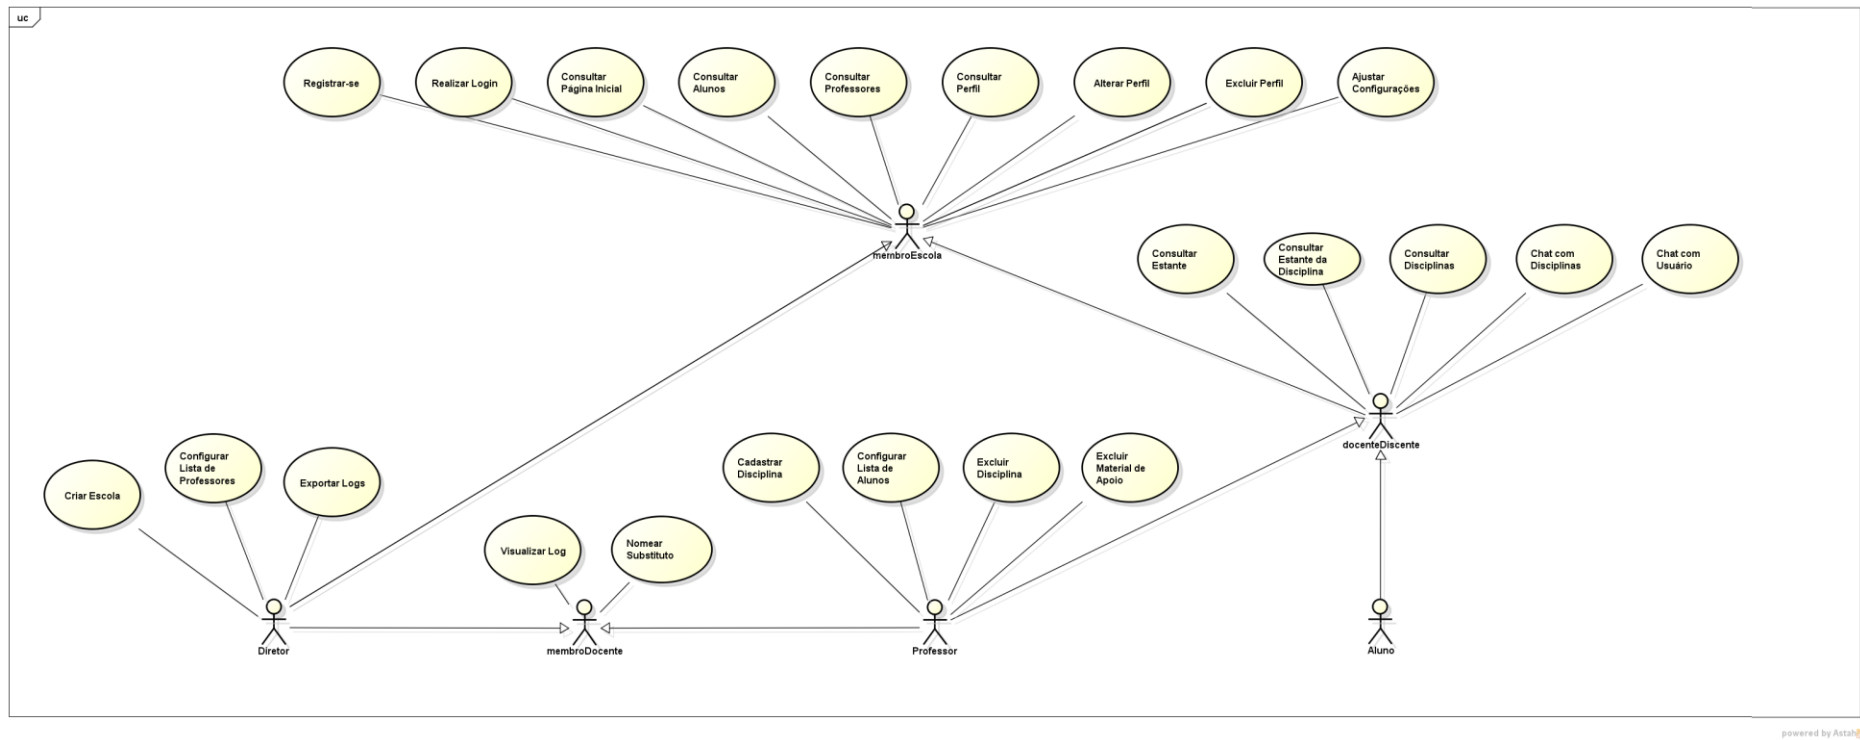 uc
Registrar-se
Realizar Login
Consultar
Página Inicial
Consultar
Alunos
Consultar
Professores
Consultar
Perfil
Alterar Perfil
Excluir Perfil
Ajustar
Configurações
membroEscola
Consultar
Estante
Consultar
Estante da
Disciplina
Consultar
Disciplinas
Chat com
Disciplinas
Chat com
Usuário
docenteDiscente
Criar Escola
Configurar
Lista de
Professores
Exportar Logs
Visualizar Log
Nomear
Substituto
Cadastrar
Disciplina
Configurar
Lista de
Alunos
Excluir
Disciplina
Excluir
Material de
Apoio
Diretor
membroDocente
Professor
Aluno
powered by Astah